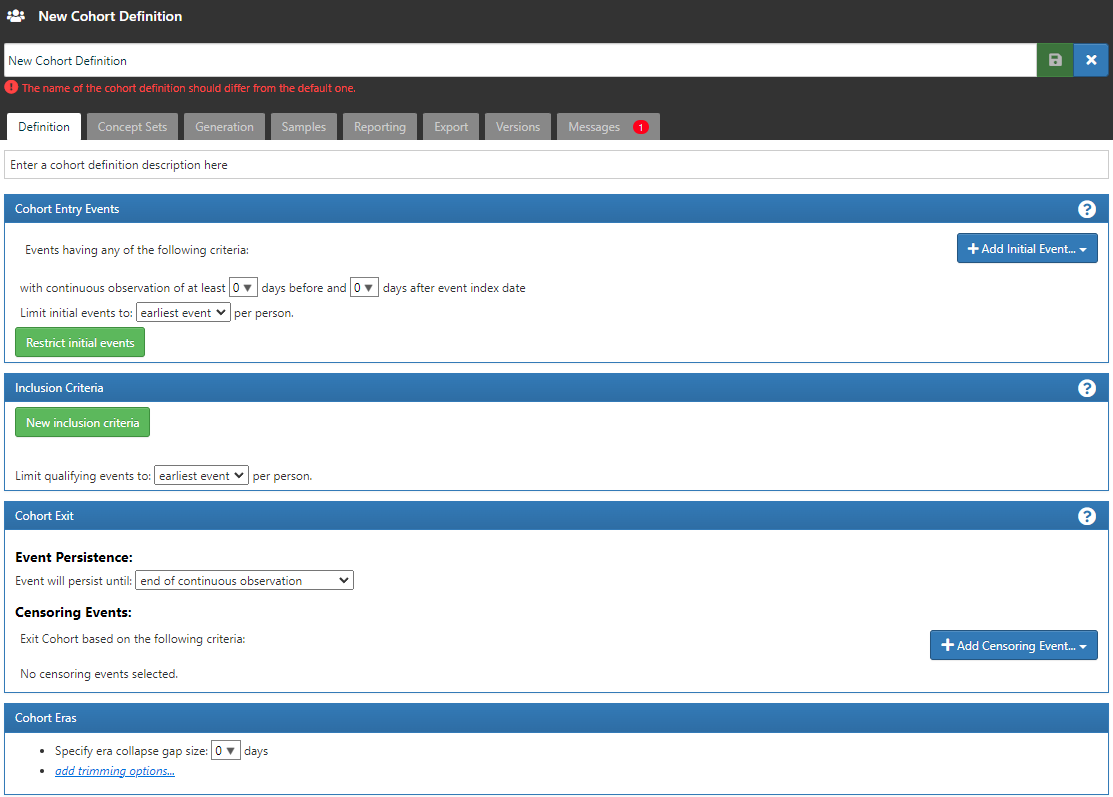 New Cohort Definition
New Cohort Definition
The name of the cohort definition should differ from the default one.
Definition Concept Sets Generation Samples Reporting Export Versions Messages 1
Enter a cohort definition description here
Cohort Entry Events ?
Events having any of the following criteria: Add Initial Event...
with continuous observation of at least 0 days before and 0 days after event index date
Limit initial events to: earliest event per person.
Restrict initial events
Inclusion Criteria ?
New inclusion criteria
Limit qualifying events to: earliest event per person.
Cohort Exit ?
Event Persistence:
Event will persist until: end of continuous observation
Censoring Events:
Exit Cohort based on the following criteria: Add Censoring Event...
No censoring events selected.
Cohort Eras
Specify era collapse gap size: 0 days
add trimming options...